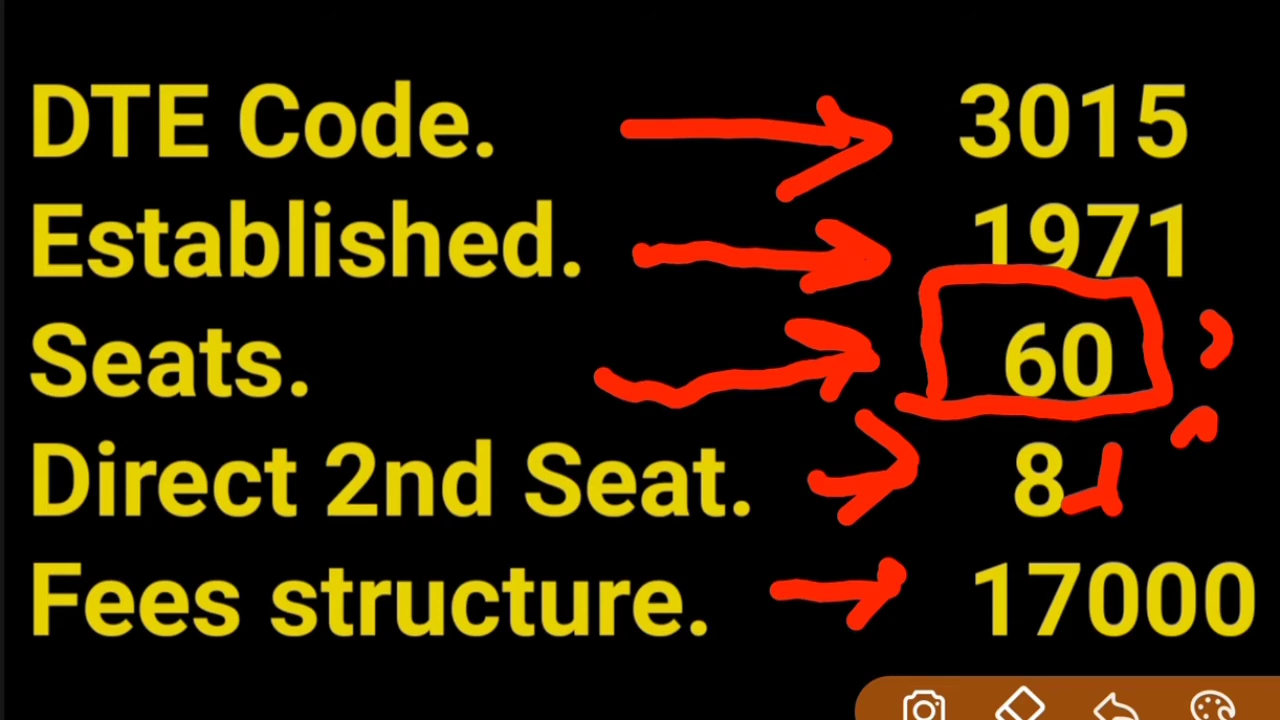 DTE Code. 3015
Established. 1971
Seats. 60
Direct 2nd Seat. 8
Fees structure. 17000